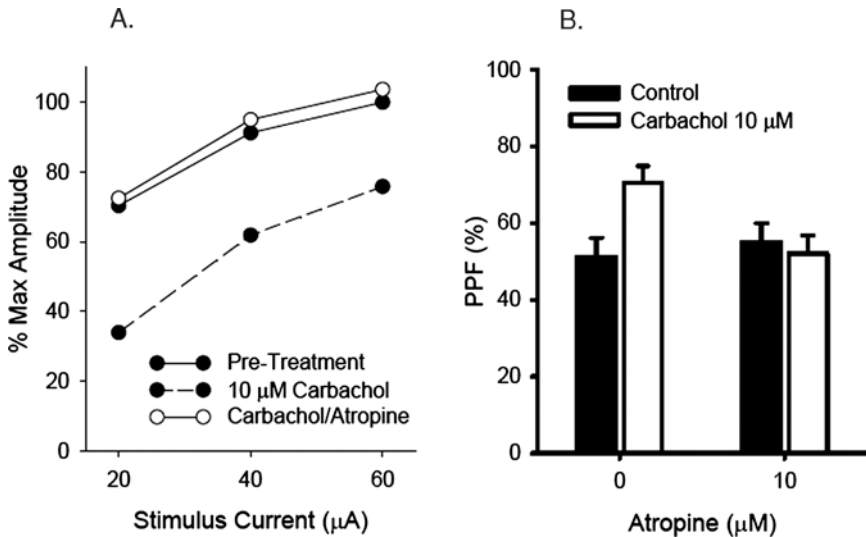 A.
% Max Amplitude
100
80
60
40
20
0
Pre-Treatment
10 μM Carbachol
Carbachol/Atropine
20 40 60
Stimulus Current (μA)
B.
PPF (%)
100
80
60
40
20
0
Control
Carbachol 10 μM
0 10
Atropine (μM)